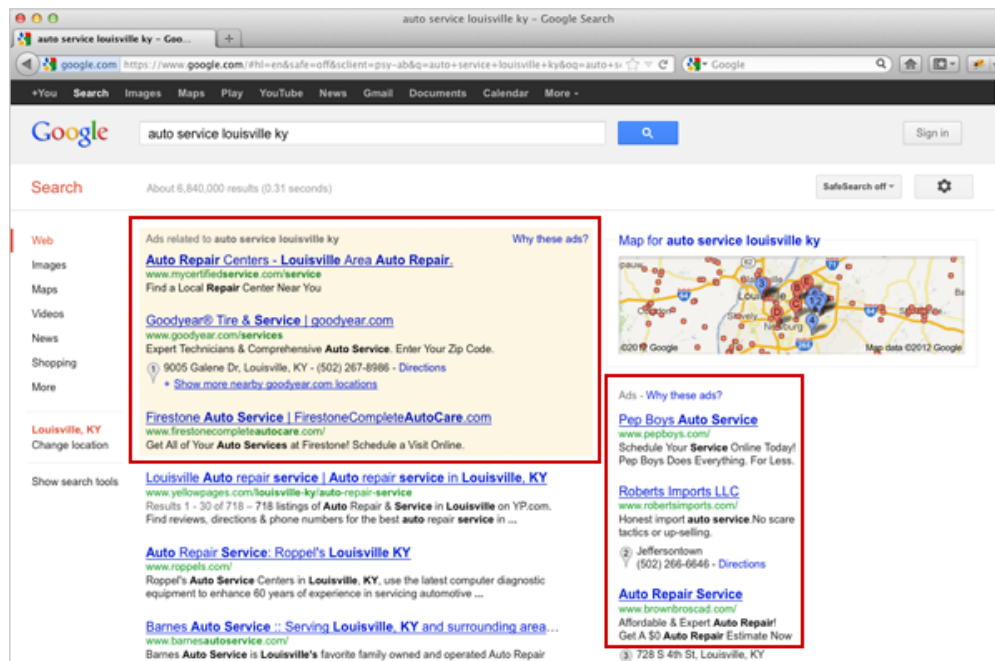 auto service louisville ky – Google Search
auto service louisville ky – Goo...
google.com https://www.google.com/#hl=en&safe=off&sclient=psy-ab&q=auto+service+louisville+ky&oq=auto+s
Google
+You Search Images Maps Play YouTube News Gmail Documents Calendar More
Google
auto service louisville ky
Sign in
Search
About 6,840,000 results (0.31 seconds)
SafeSearch off
Web
Images
Maps
Videos
News
Shopping
More
Louisville, KY
Change location
Show search tools
Ads related to auto service louisville ky
Why these ads?
Auto Repair Centers - Louisville Area Auto Repair.
www.mycertifiedservice.com/service
Find a Local Repair Center Near You
Goodyear® Tire & Service | goodyear.com
www.goodyear.com/services
Expert Technicians & Comprehensive Auto Service. Enter Your Zip Code.
1 9005 Galene Dr, Louisville, KY - (502) 267-8986 - Directions
+ Show more nearby goodyear.com locations
Firestone Auto Service | FirestoneCompleteAutoCare.com
www.firestonecompleteautocare.com/
Get All of Your Auto Services at Firestone! Schedule a Visit Online.
Louisville Auto repair service | Auto repair service in Louisville, KY
www.yellowpages.com/louisville-ky/auto-repair-service
Results 1 - 30 of 718 – 718 listings of Auto Repair & Service in Louisville on YP.com.
Find reviews, directions & phone numbers for the best auto repair service in ...
Auto Repair Service: Roppel's Louisville KY
www.roppels.com/
Roppel's Auto Service Centers in Louisville, KY, use the latest computer diagnostic
equipment to enhance 60 years of experience in servicing automotive ...
Barnes Auto Service :: Serving Louisville, KY and surrounding area...
www.barnesautoservice.com/
Barnes Auto Service is Louisville's favorite family owned and operated Auto Repair
Map for auto service louisville ky
©2012 Google
Map data ©2012 Google
Ads - Why these ads?
Pep Boys Auto Service
www.pepboys.com/
Schedule Your Service Online Today!
Pep Boys Does Everything. For Less.
Roberts Imports LLC
www.robertsimports.com/
Honest import auto service.No scare
tactics or up-selling.
2 Jeffersontown
(502) 266-6646 - Directions
Auto Repair Service
www.brownbroscad.com/
Affordable & Expert Auto Repair!
Get A $0 Auto Repair Estimate Now
3 728 S 4th St, Louisville, KY